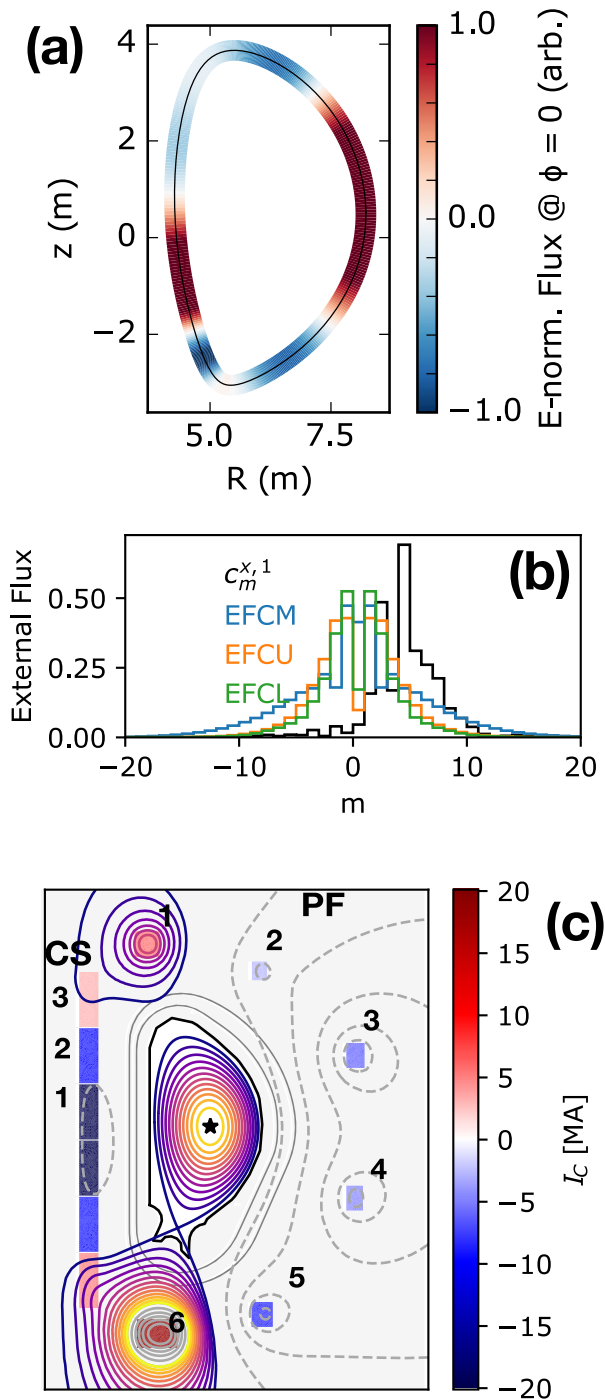 (a)
4
2
0
−2
z (m)
5.0
7.5
R (m)
1.0
0.0
−1.0
E-norm. Flux @ ϕ = 0 (arb.)
(b)
0.50
0.25
0.00
External Flux
c_m^{x,1}
EFCM
EFCU
EFCL
−20
−10
0
10
20
m
(c)
PF
CS
1
2
3
3
2
1
4
5
6
20
15
10
5
0
−5
−10
−15
−20
I_C [MA]